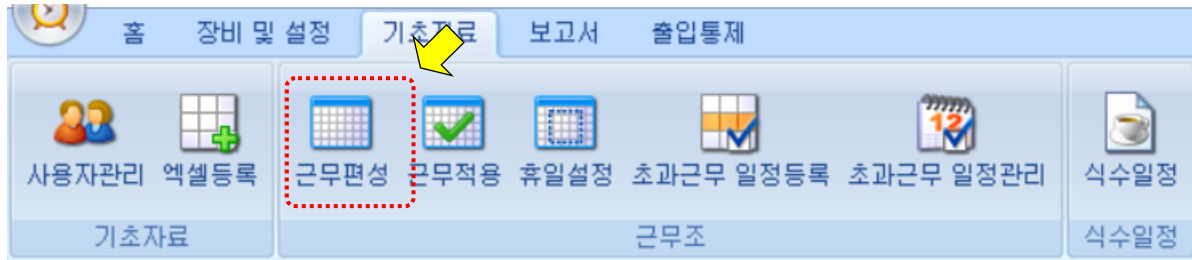 홈 장비 및 설정 기초자료 보고서 출입통제
12
사용자관리 엑셀등록 근무편성 근무적용 휴일설정 초과근무 일정등록 초과근무 일정관리 식수일정
기초자료 근무조 식수일정